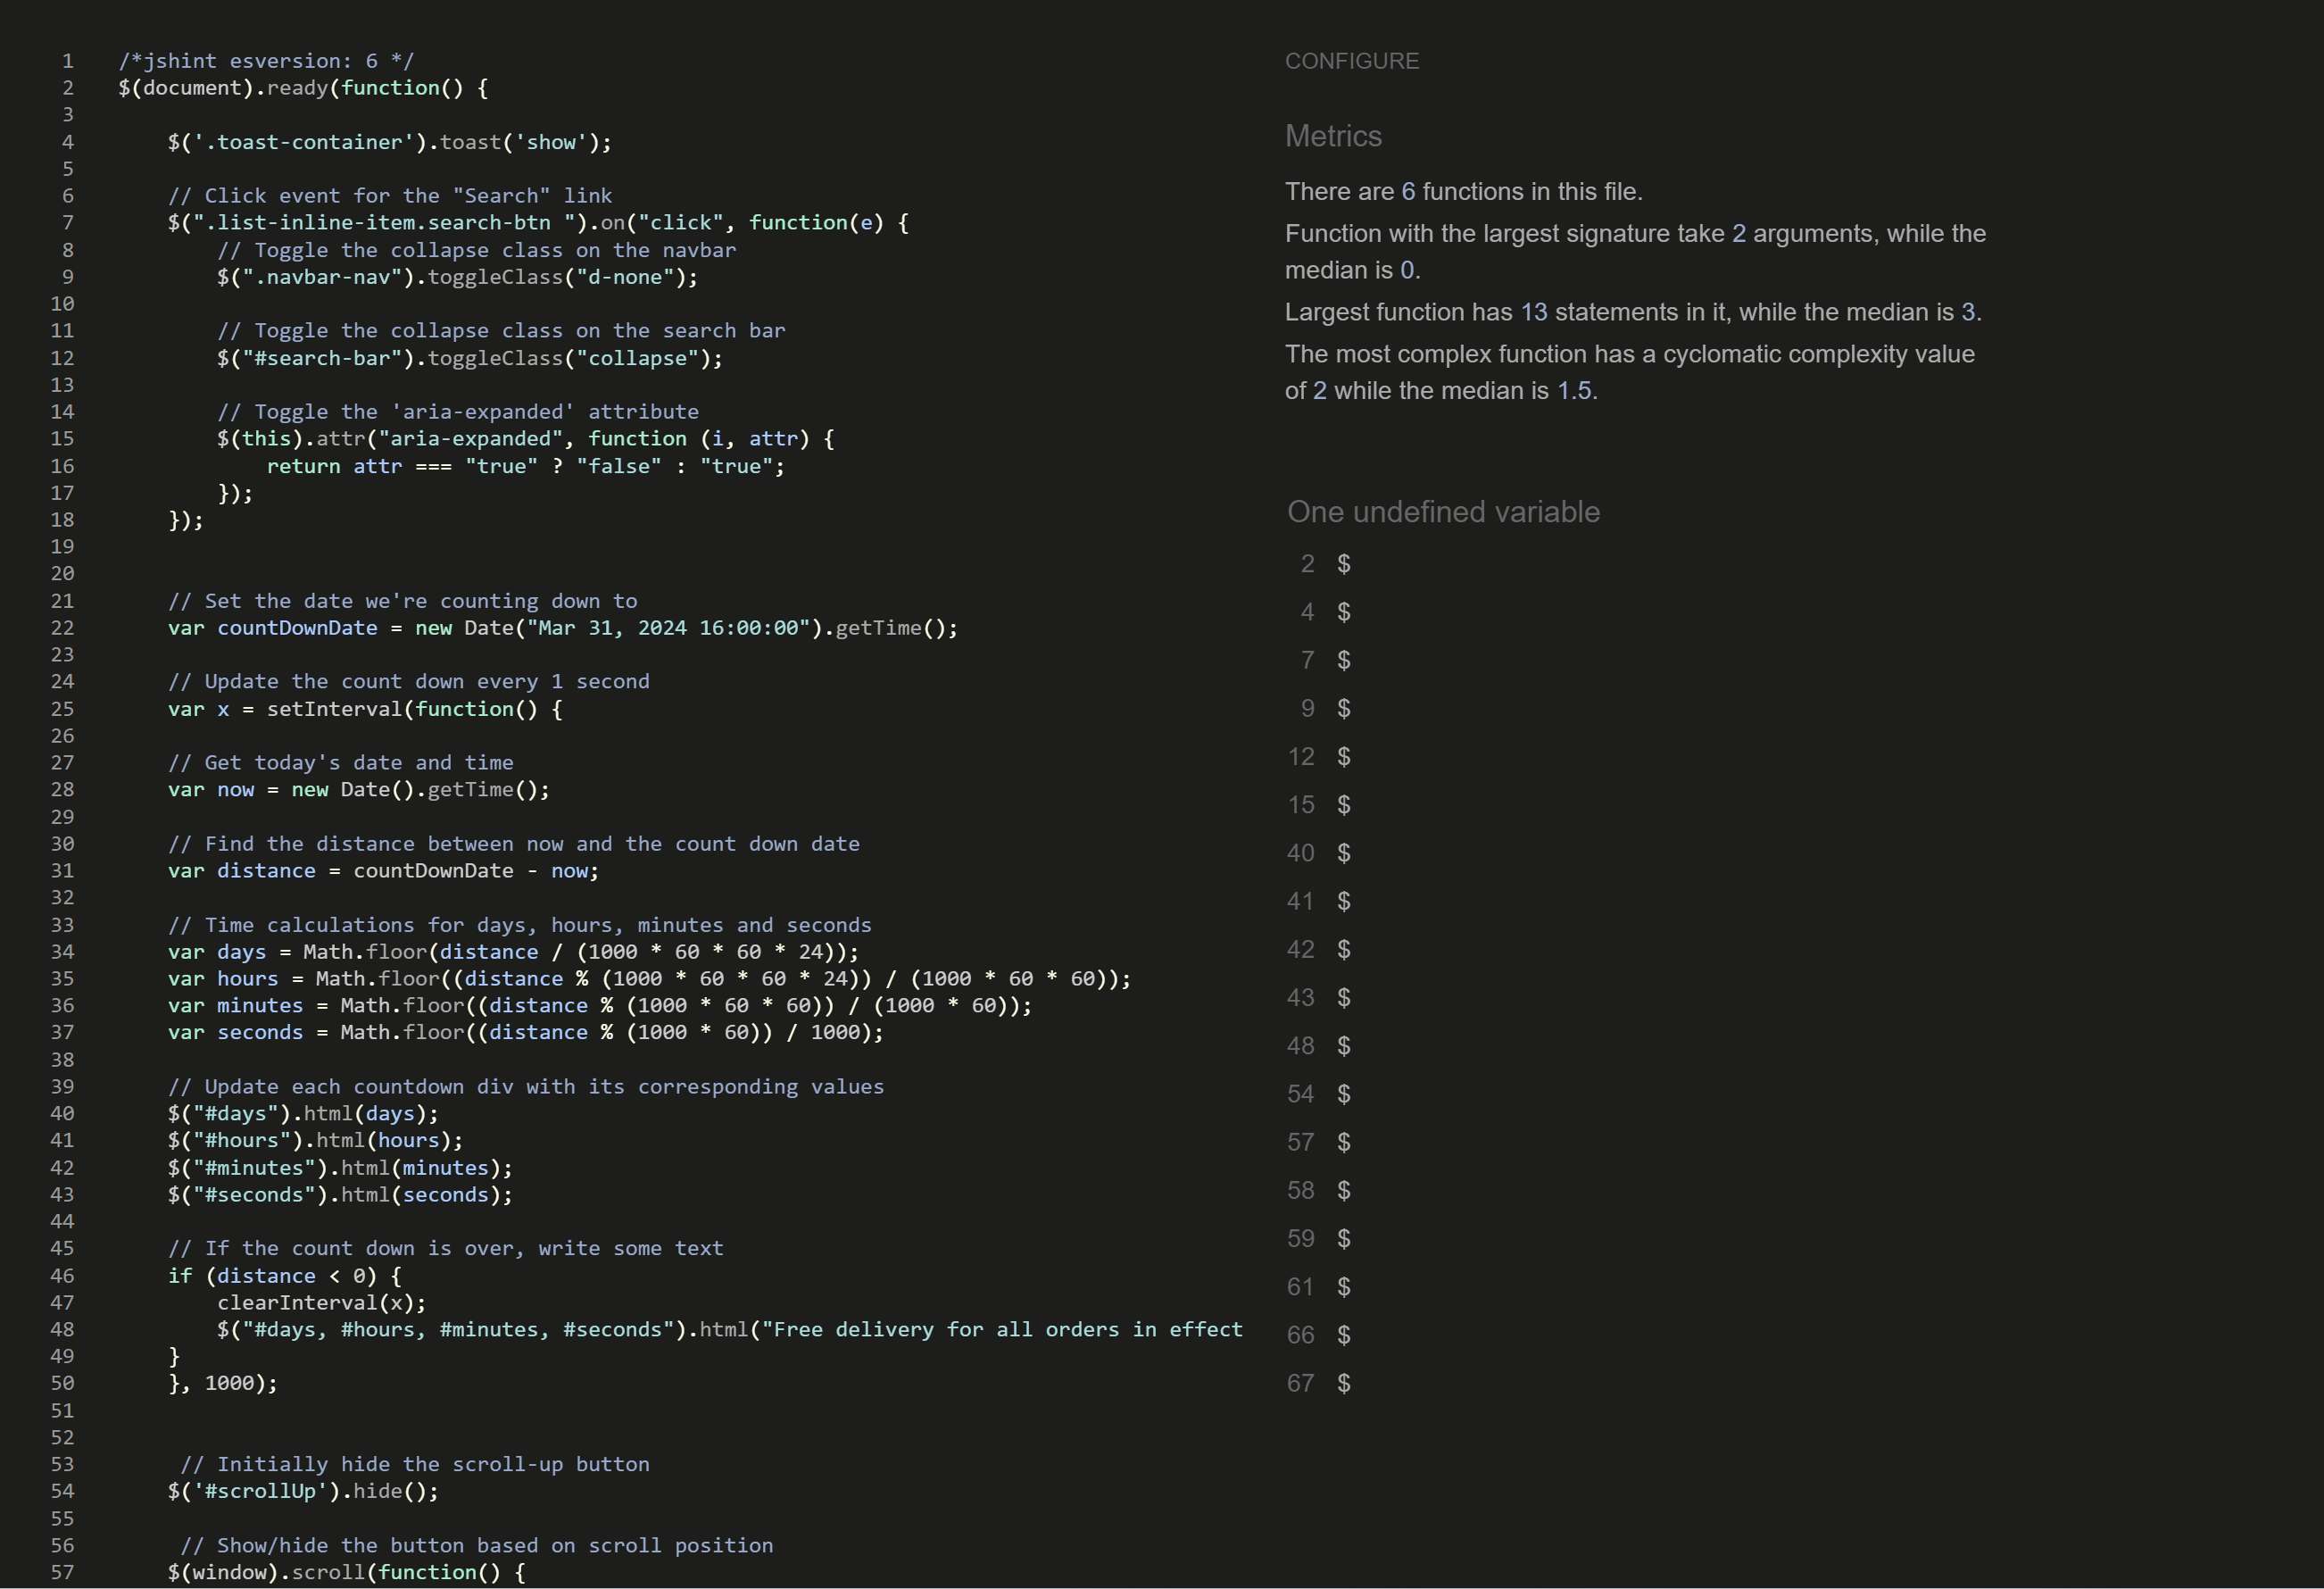 1 /*jshint esversion: 6 */
2 $(document).ready(function() {
3
4 $('.toast-container').toast('show');
5
6 // Click event for the "Search" link
7 $(".list-inline-item.search-btn ").on("click", function(e) {
8 // Toggle the collapse class on the navbar
9 $(".navbar-nav").toggleClass("d-none");
10
11 // Toggle the collapse class on the search bar
12 $("#search-bar").toggleClass("collapse");
13
14 // Toggle the 'aria-expanded' attribute
15 $(this).attr("aria-expanded", function (i, attr) {
16 return attr === "true" ? "false" : "true";
17 });
18 });
19
20
21 // Set the date we're counting down to
22 var countDownDate = new Date("Mar 31, 2024 16:00:00").getTime();
23
24 // Update the count down every 1 second
25 var x = setInterval(function() {
26
27 // Get today's date and time
28 var now = new Date().getTime();
29
30 // Find the distance between now and the count down date
31 var distance = countDownDate - now;
32
33 // Time calculations for days, hours, minutes and seconds
34 var days = Math.floor(distance / (1000 * 60 * 60 * 24));
35 var hours = Math.floor((distance % (1000 * 60 * 60 * 24)) / (1000 * 60 * 60));
36 var minutes = Math.floor((distance % (1000 * 60 * 60)) / (1000 * 60));
37 var seconds = Math.floor((distance % (1000 * 60)) / 1000);
38
39 // Update each countdown div with its corresponding values
40 $("#days").html(days);
41 $("#hours").html(hours);
42 $("#minutes").html(minutes);
43 $("#seconds").html(seconds);
44
45 // If the count down is over, write some text
46 if (distance < 0) {
47 clearInterval(x);
48 $("#days, #hours, #minutes, #seconds").html("Free delivery for all orders in effect
49 }
50 }, 1000);
51
52
53 // Initially hide the scroll-up button
54 $('#scrollUp').hide();
55
56 // Show/hide the button based on scroll position
57 $(window).scroll(function() {
CONFIGURE
Metrics
There are 6 functions in this file.
Function with the largest signature take 2 arguments, while the
median is 0.
Largest function has 13 statements in it, while the median is 3.
The most complex function has a cyclomatic complexity value
of 2 while the median is 1.5.
One undefined variable
2 $
4 $
7 $
9 $
12 $
15 $
40 $
41 $
42 $
43 $
48 $
54 $
57 $
58 $
59 $
61 $
66 $
67 $